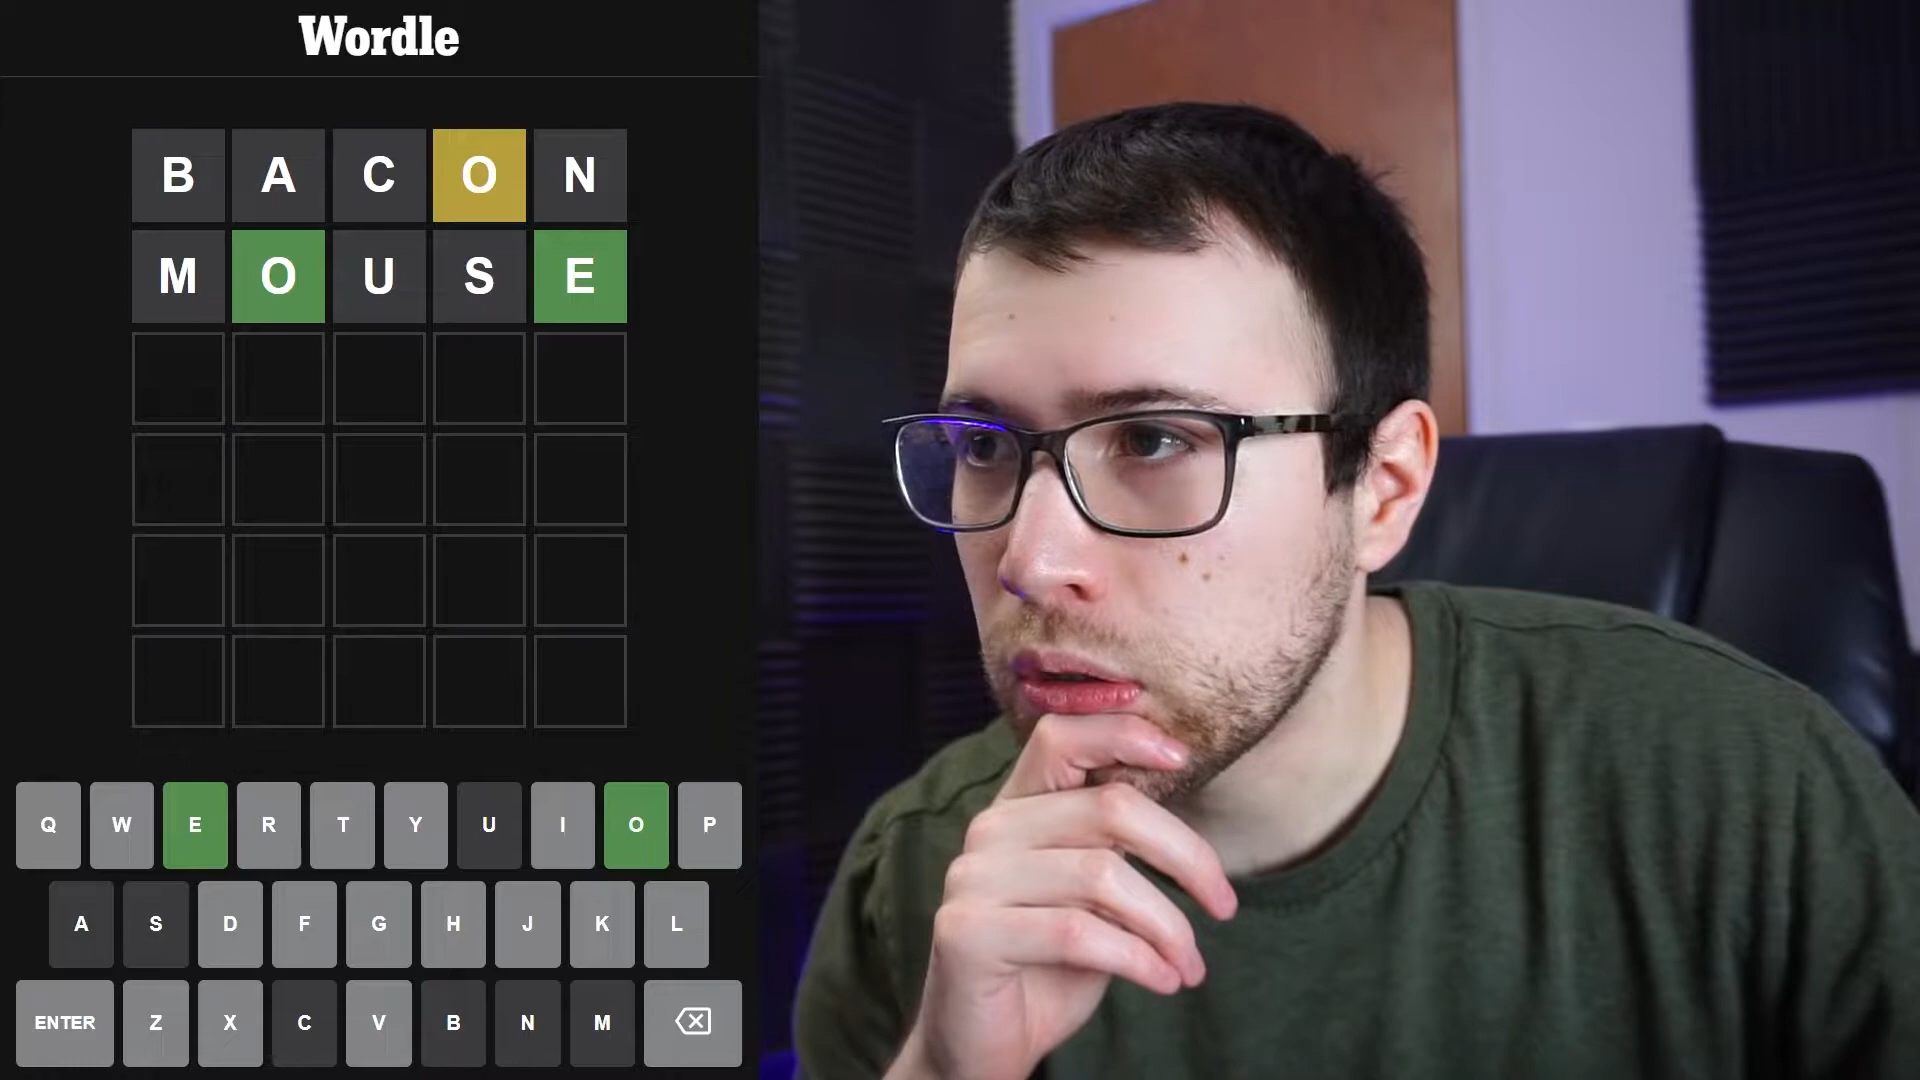 Wordle
B A C O N
M O U S E
Q W E R T Y U I O P
A S D F G H J K L
ENTER Z X C V B N M